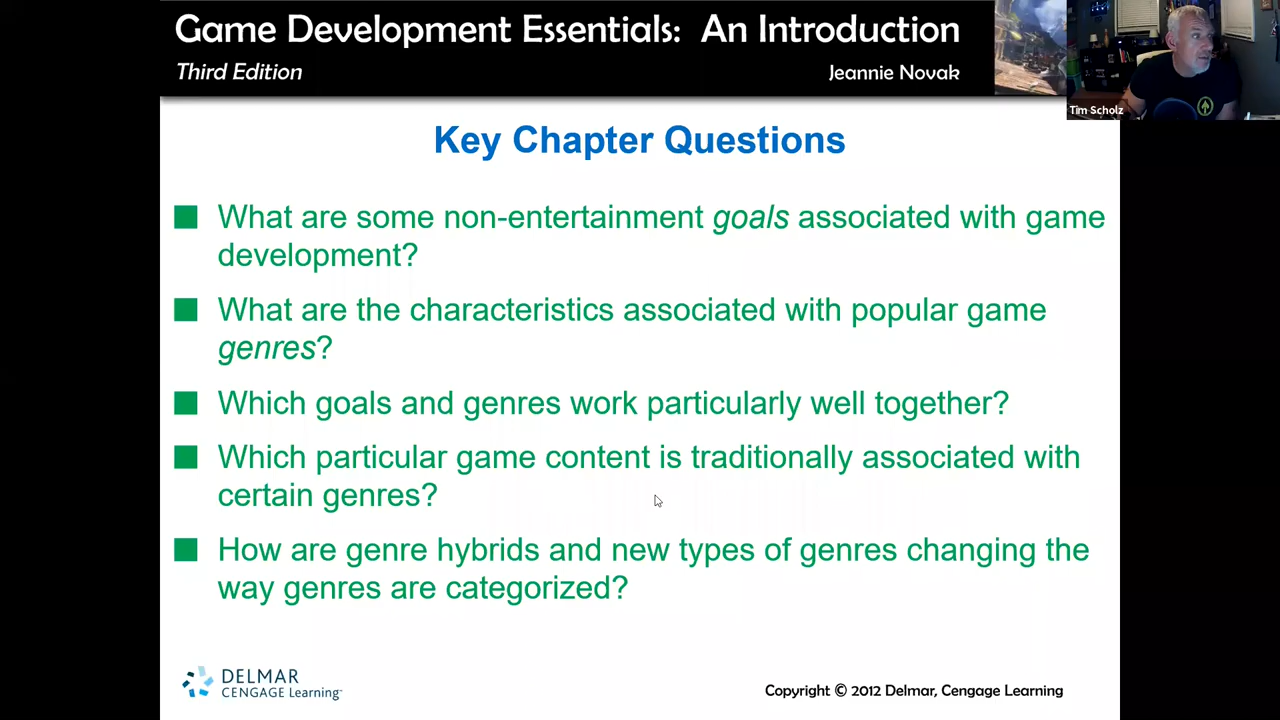 Game Development Essentials: An Introduction
Third Edition
Jeannie Novak
Tim Scholz
Key Chapter Questions
What are some non-entertainment goals associated with game
development?
What are the characteristics associated with popular game
genres?
Which goals and genres work particularly well together?
Which particular game content is traditionally associated with
certain genres?
How are genre hybrids and new types of genres changing the
way genres are categorized?
DELMAR
CENGAGE Learning
Copyright © 2012 Delmar, Cengage Learning